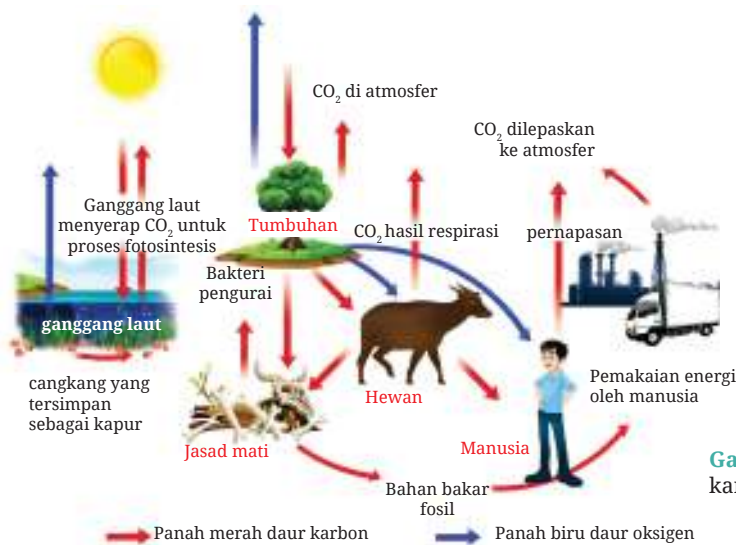 CO₂ di atmosfer
CO₂ dilepaskan
ke atmosfer
Ganggang laut
menyerap CO₂ untuk
proses fotosintesis
Tumbuhan
CO₂ hasil respirasi
pernapasan
Bakteri
pengurai
ganggang laut
cangkang yang
tersimpan
sebagai kapur
Hewan
Pemakaian energi
oleh manusia
Jasad mati
Manusia
Bahan bakar
fosil
Panah merah daur karbon
Panah biru daur oksigen